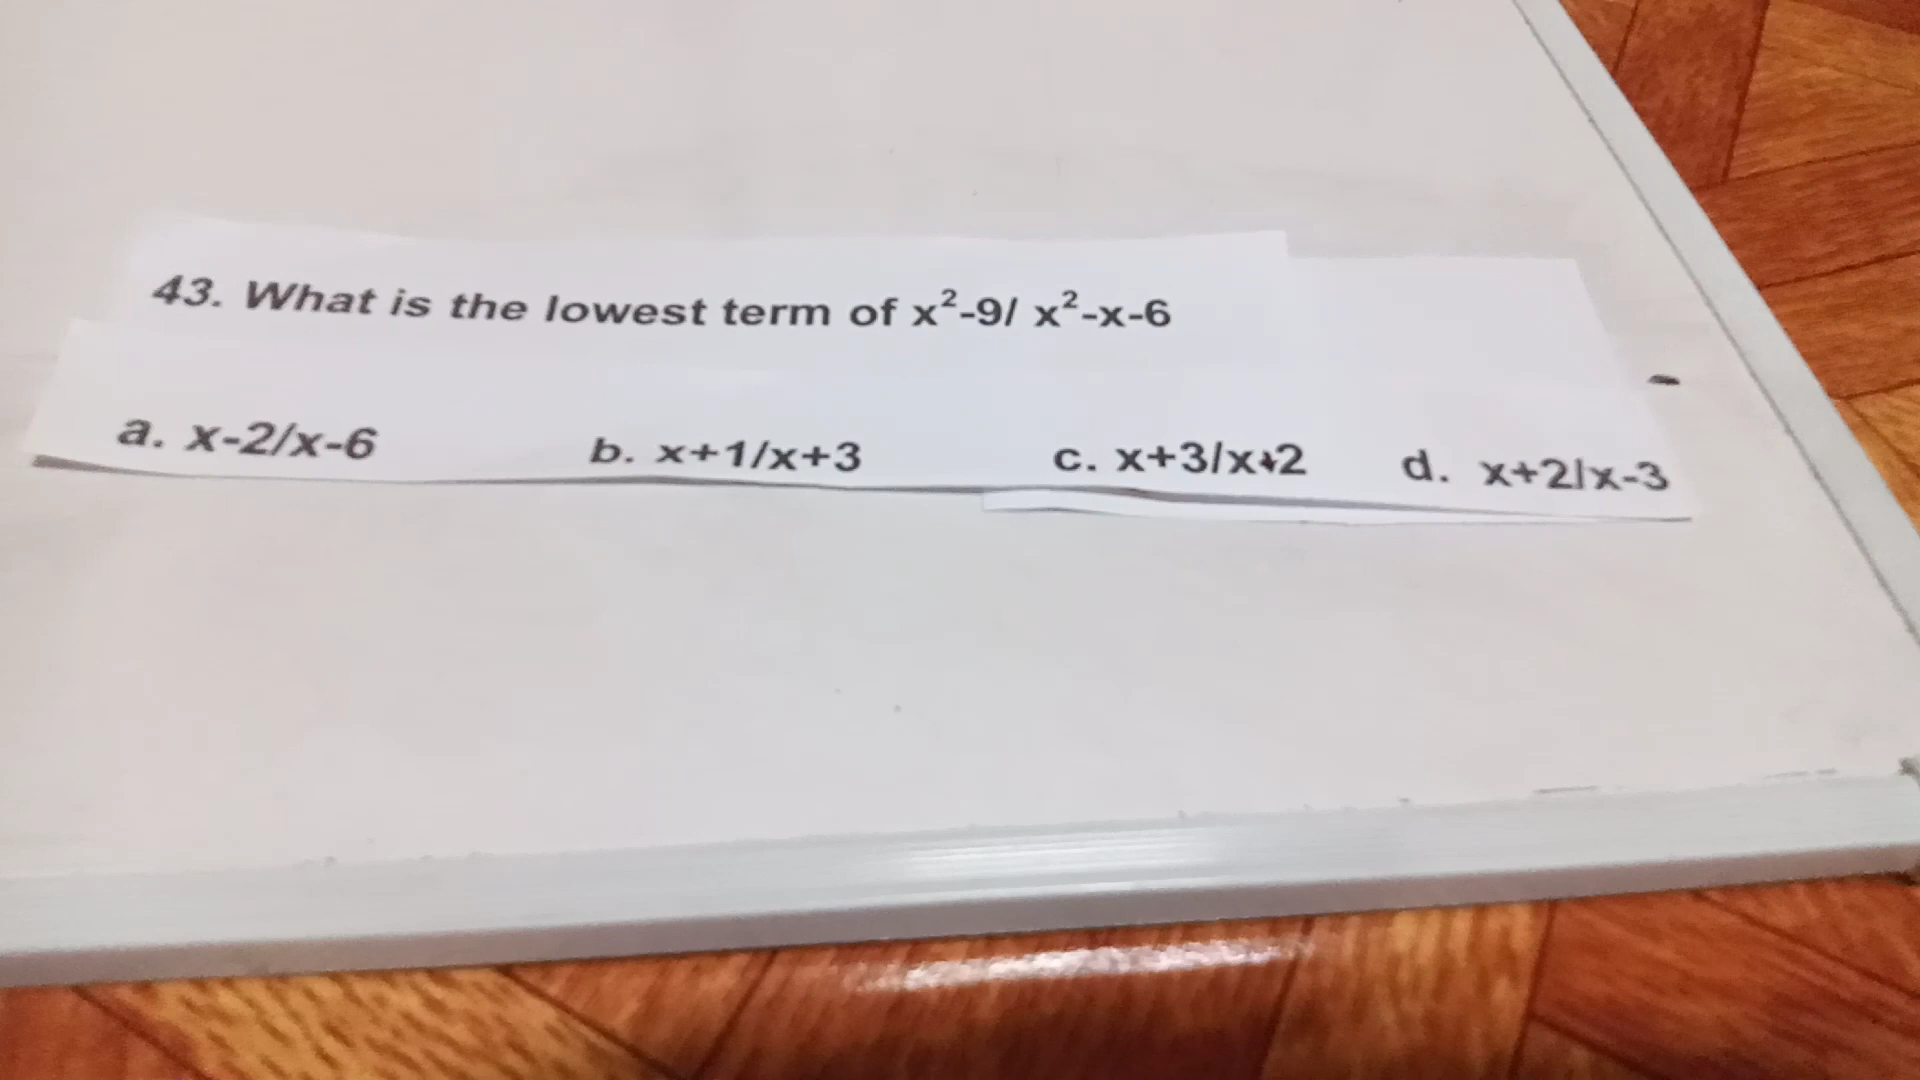 43. What is the lowest term of x²-9/ x²-x-6
a. x-2/x-6 b. x+1/x+3 c. x+3/x+2 d. x+2/x-3